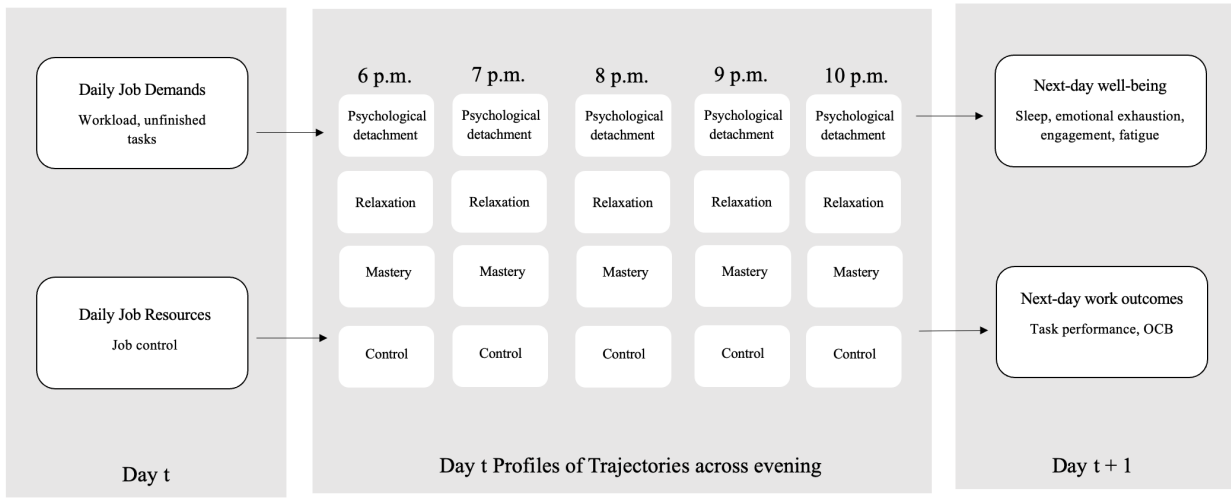 Daily Job Demands
Workload, unfinished
tasks
Daily Job Resources
Job control
Day t
6 p.m. 7 p.m. 8 p.m. 9 p.m. 10 p.m.
Psychological Psychological Psychological Psychological Psychological
detachment detachment detachment detachment detachment
Relaxation Relaxation Relaxation Relaxation Relaxation
Mastery Mastery Mastery Mastery Mastery
Control Control Control Control Control
Day t Profiles of Trajectories across evening
Next-day well-being
Sleep, emotional exhaustion,
engagement, fatigue
Next-day work outcomes
Task performance, OCB
Day t + 1